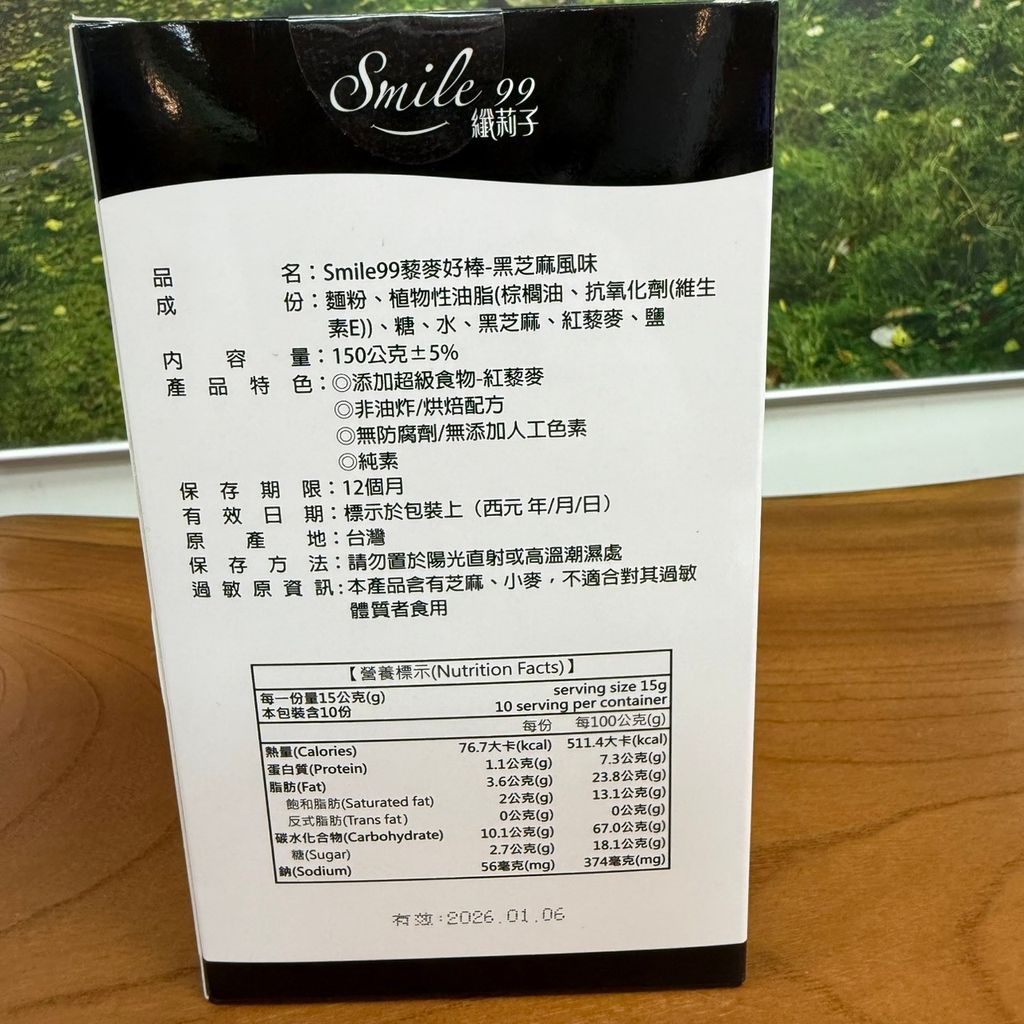 Smile 99
纖莉子
品名：Smile99藜麥好棒-黑芝麻風味
成份：麵粉、植物性油脂(棕櫚油、抗氧化劑(維生
素E))、糖、水、黑芝麻、紅藜麥、鹽
內容量：150公克±5%
產品特色：◎添加超級食物-紅藜麥
◎非油炸/烘焙配方
◎無防腐劑/無添加人工色素
◎純素
保存期限：12個月
有效日期：標示於包裝上（西元 年/月/日）
原產地：台灣
保存方法：請勿置於陽光直射或高溫潮濕處
過敏原資訊：本產品含有芝麻、小麥，不適合對其過敏
體質者食用
【營養標示(Nutrition Facts)】
每一份量15公克(g) serving size 15g
本包裝含10份 10 serving per container
每份 每100公克(g)
熱量(Calories) 76.7大卡(kcal) 511.4大卡(kcal)
蛋白質(Protein) 1.1公克(g) 7.3公克(g)
脂肪(Fat) 3.6公克(g) 23.8公克(g)
飽和脂肪(Saturated fat) 2公克(g) 13.1公克(g)
反式脂肪(Trans fat) 0公克(g) 0公克(g)
碳水化合物(Carbohydrate) 10.1公克(g) 67.0公克(g)
糖(Sugar) 2.7公克(g) 18.1公克(g)
鈉(Sodium) 56毫克(mg) 374毫克(mg)
有效:2026.01.06